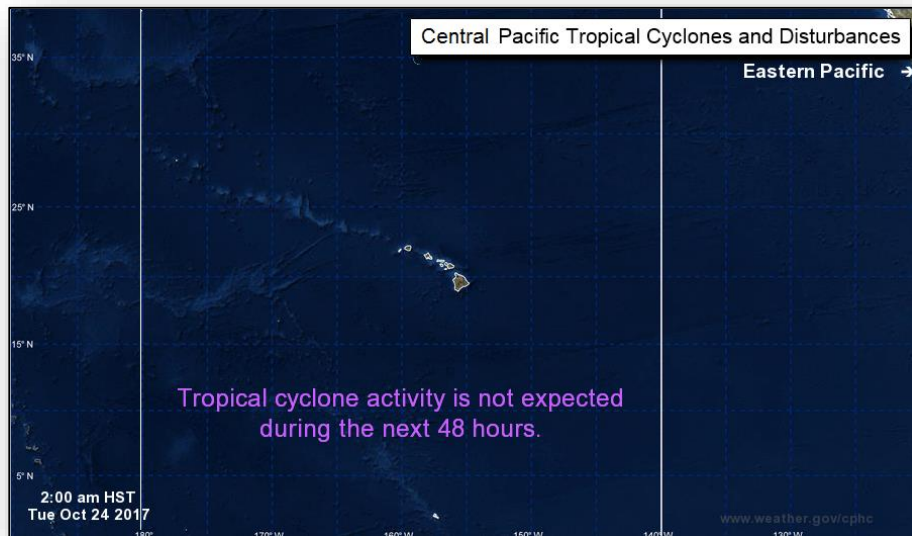 Central Pacific Tropical Cyclones and Disturbances
35° N
Eastern Pacific →
25° N
15° N
Tropical cyclone activity is not expected
during the next 48 hours.
5° N
2:00 am HST
Tue Oct 24 2017
www.weather.gov/cphc
180° 170° W 160° W 150° W 140° W 130° W